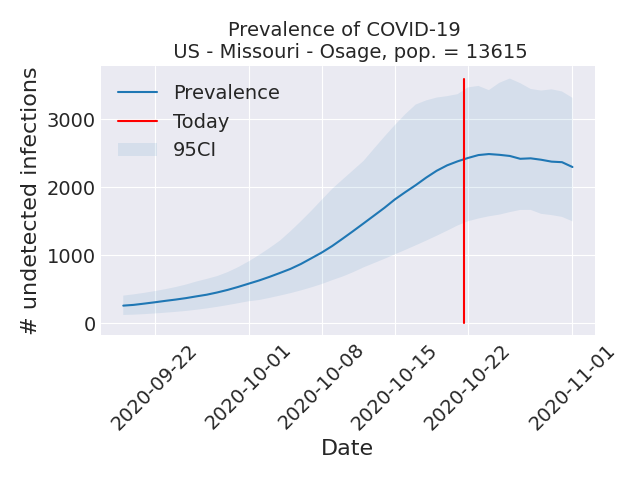 Prevalence of COVID-19
US - Missouri - Osage, pop. = 13615
Prevalence
Today
95CI
# undetected infections
3000
2000
1000
0
2020-09-22
2020-10-01
2020-10-08
2020-10-15
2020-10-22
2020-11-01
Date